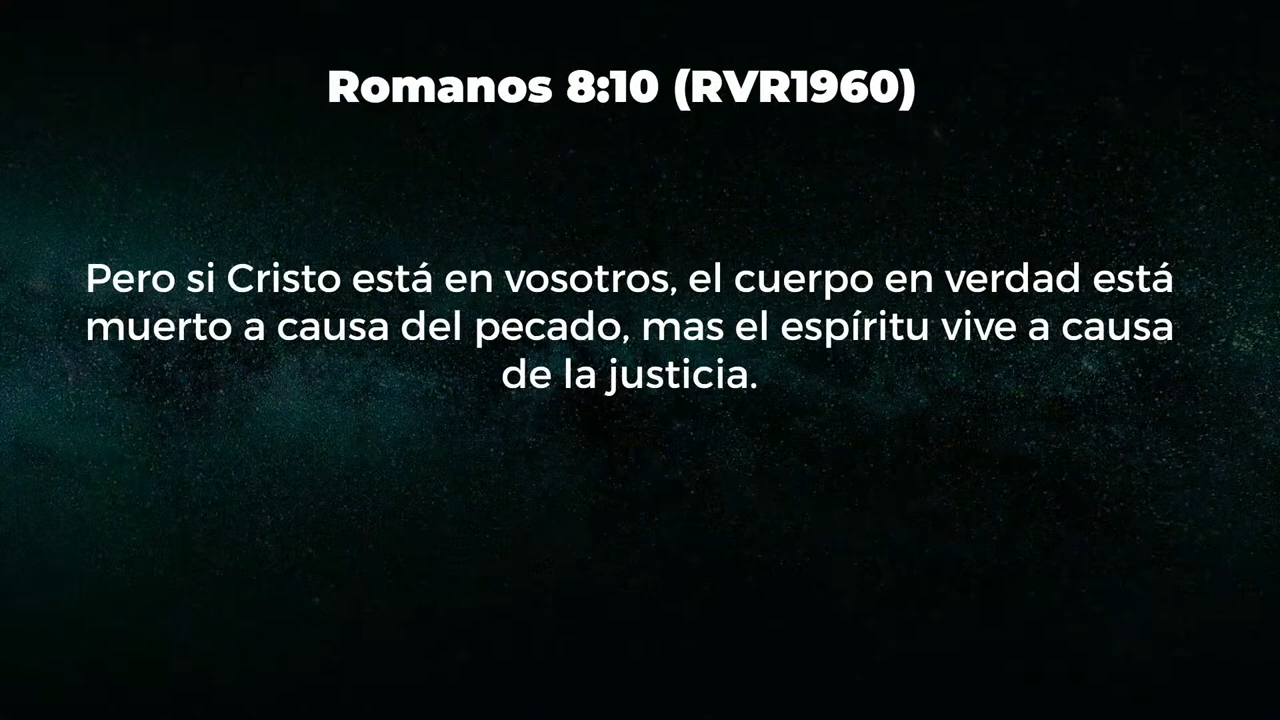 Romanos 8:10 (RVR1960)
Pero si Cristo está en vosotros, el cuerpo en verdad está
muerto a causa del pecado, mas el espíritu vive a causa
de la justicia.